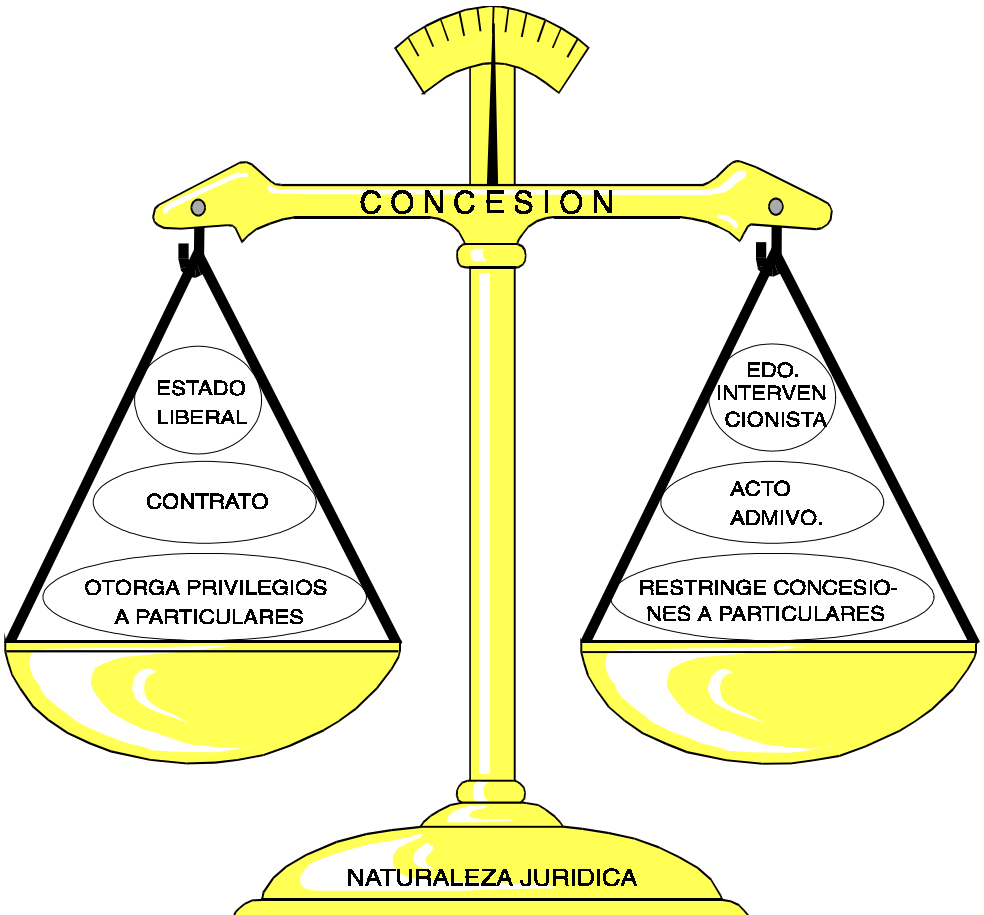 CONCESION
ESTADO
LIBERAL
CONTRATO
OTORGA PRIVILEGIOS
A PARTICULARES
EDO.
INTERVEN
CIONISTA
ACTO
ADMIVO.
RESTRINGE CONCESIO-
NES A PARTICULARES
NATURALEZA JURIDICA